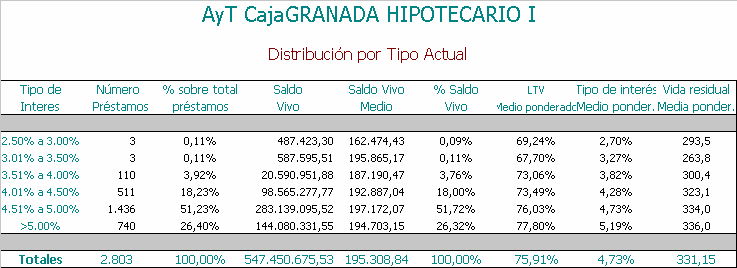 AyT CajaGRANADA HIPOTECARIO I
Distribución por Tipo Actual
Tipo de Interes Número Préstamos % sobre total préstamos Saldo Vivo Saldo Vivo Medio % Saldo Vivo LTV Medio ponderado Tipo de interés Medio ponder. Vida residual Media ponder.
2.50% a 3.00% 3 0,11% 487.423,30 162.474,43 0,09% 69,24% 2,70% 293,5
3.01% a 3.50% 3 0,11% 587.595,51 195.865,17 0,11% 67,70% 3,27% 263,8
3.51% a 4.00% 110 3,92% 20.590.951,88 187.190,47 3,76% 73,06% 3,82% 300,4
4.01% a 4.50% 511 18,23% 98.565.277,77 192.887,04 18,00% 73,49% 4,28% 323,1
4.51% a 5.00% 1.436 51,23% 283.139.095,52 197.172,07 51,72% 76,03% 4,73% 334,0
>5.00% 740 26,40% 144.080.331,55 194.703,15 26,32% 77,80% 5,19% 336,0
Totales 2.803 100,00% 547.450.675,53 195.308,84 100,00% 75,91% 4,73% 331,15